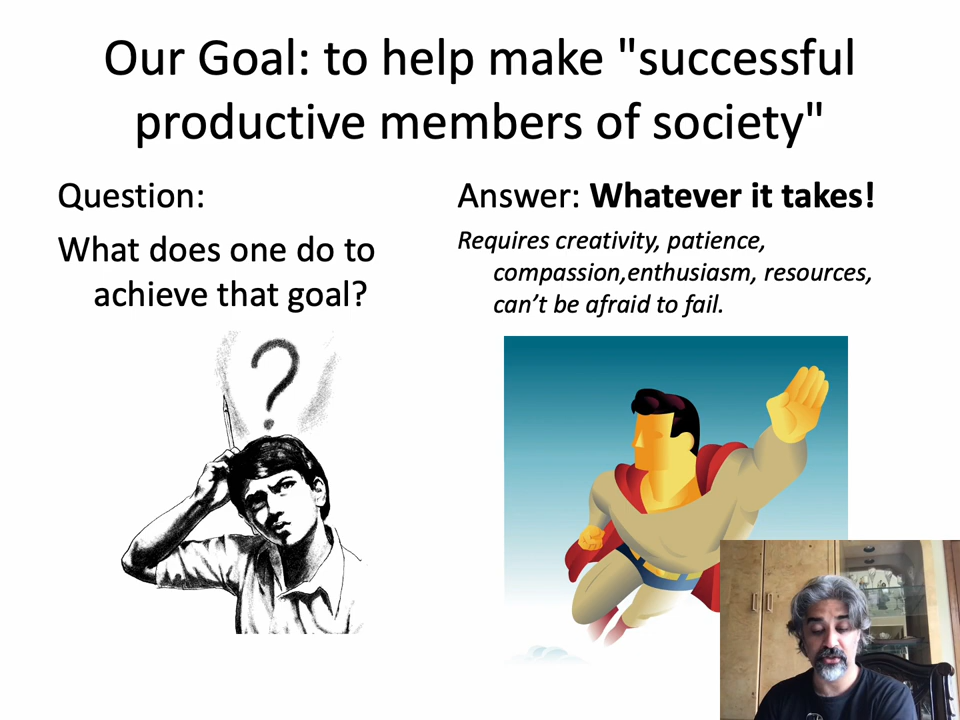 Our Goal: to help make "successful
productive members of society"
Question:
What does one do to
achieve that goal?
Answer: Whatever it takes!
Requires creativity, patience,
compassion,enthusiasm, resources,
can’t be afraid to fail.
?